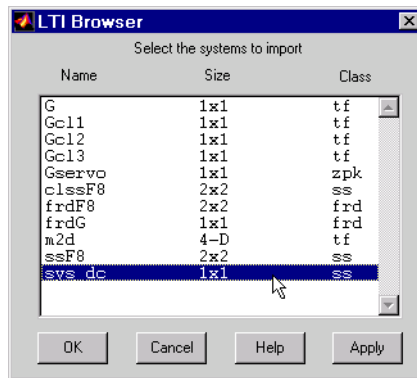 LTI Browser
Select the systems to import
Name Size Class
G 1x1 tf
Gcl1 1x1 tf
Gcl2 1x1 tf
Gcl3 1x1 tf
Gservo 1x1 zpk
clssF8 2x2 ss
frdF8 2x2 frd
frdG 1x1 frd
m2d 4-D tf
ssF8 2x2 ss
sys_dc 1x1 ss
OK Cancel Help Apply